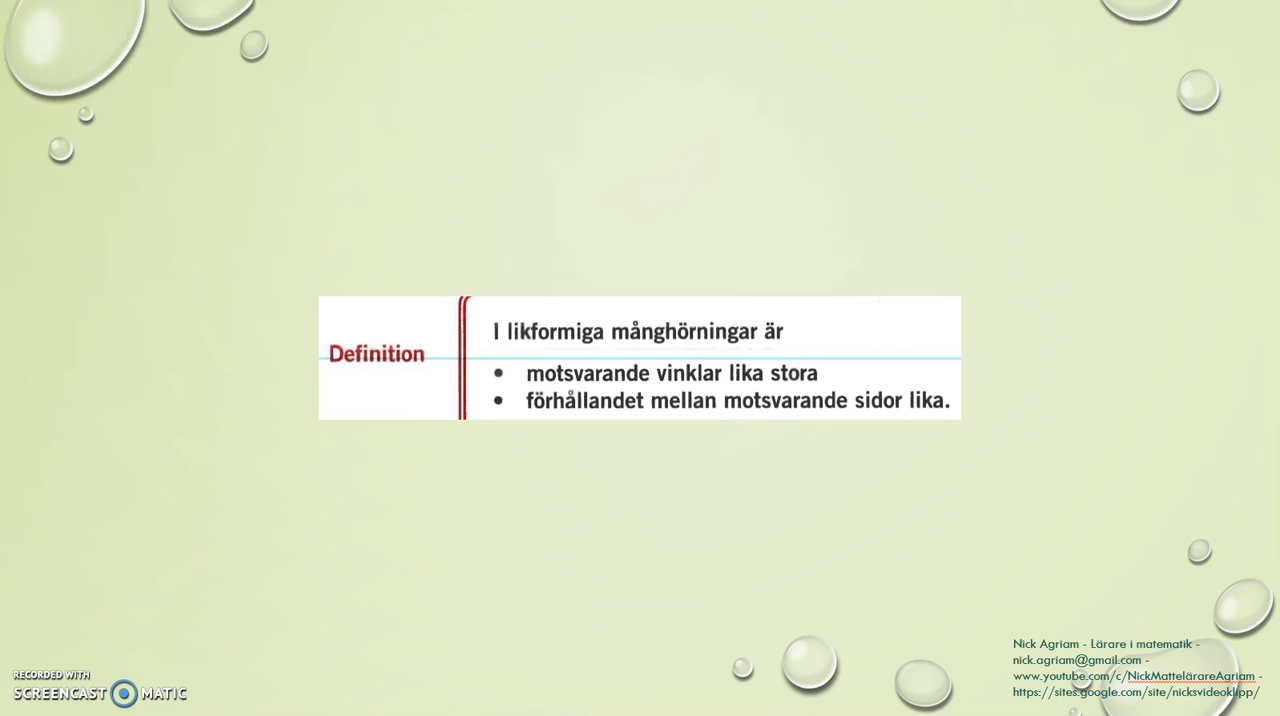 Definition
I likformiga månghörningar är
• motsvarande vinklar lika stora
• förhållandet mellan motsvarande sidor lika.
Nick Agriam - Lärare i matematik -
nick.agriam@gmail.com -
www.youtube.com/c/NickMattelärareAgriam -
https://sites.google.com/site/nicksvideoklipp/
RECORDED WITH
SCREENCAST MATIC